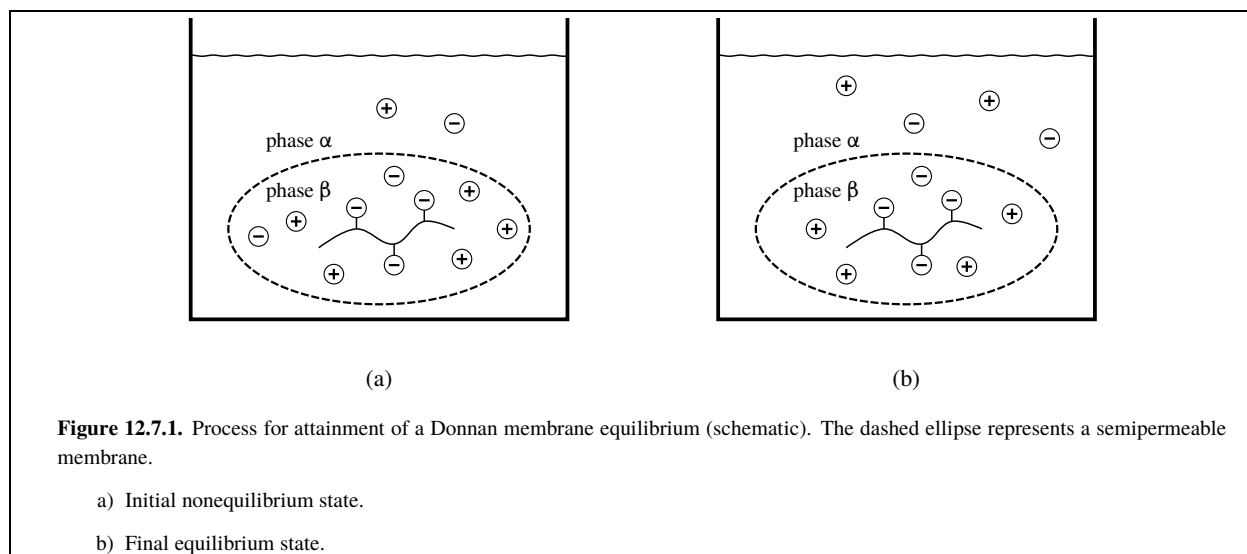 phase α
phase β
phase α
phase β
(a)
(b)
Figure 12.7.1. Process for attainment of a Donnan membrane equilibrium (schematic). The dashed ellipse represents a semipermeable
membrane.
a) Initial nonequilibrium state.
b) Final equilibrium state.